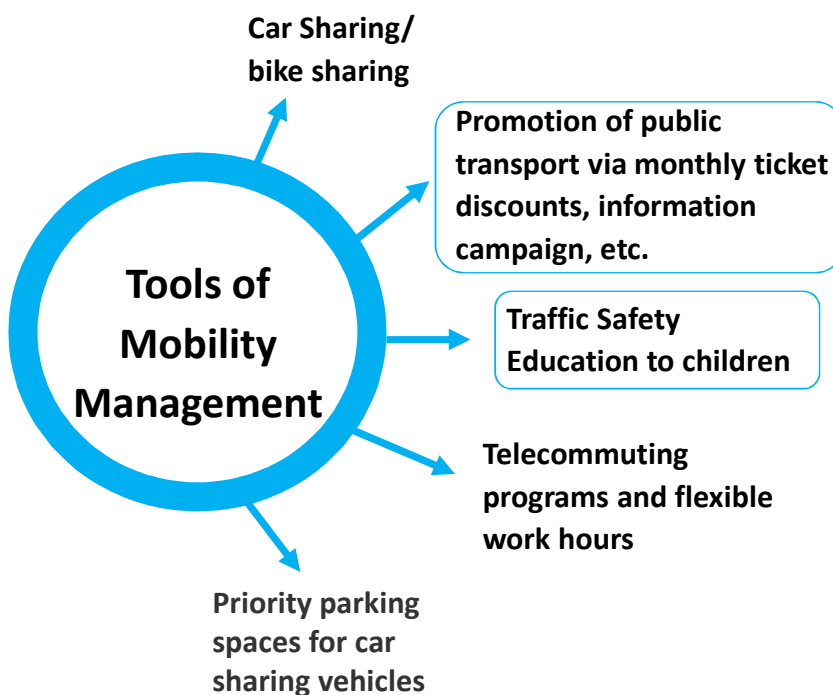 Car Sharing/
bike sharing
Promotion of public
transport via monthly ticket
discounts, information
campaign, etc.
Tools of
Mobility
Management
Traffic Safety
Education to children
Telecommuting
programs and flexible
work hours
Priority parking
spaces for car
sharing vehicles